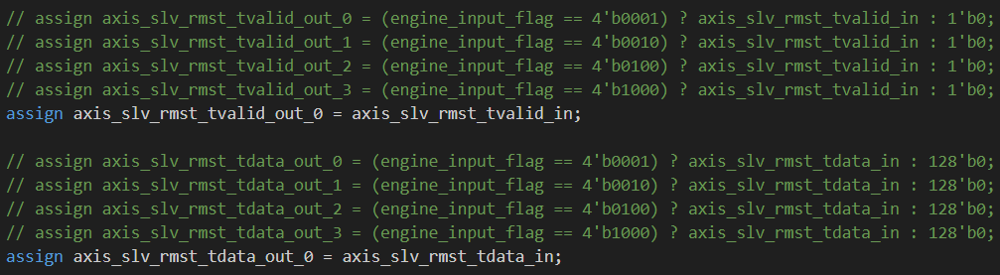 // assign axis_slv_rmst_tvalid_out_0 = (engine_input_flag == 4'b0001) ? axis_slv_rmst_tvalid_in : 1'b0;
// assign axis_slv_rmst_tvalid_out_1 = (engine_input_flag == 4'b0010) ? axis_slv_rmst_tvalid_in : 1'b0;
// assign axis_slv_rmst_tvalid_out_2 = (engine_input_flag == 4'b0100) ? axis_slv_rmst_tvalid_in : 1'b0;
// assign axis_slv_rmst_tvalid_out_3 = (engine_input_flag == 4'b1000) ? axis_slv_rmst_tvalid_in : 1'b0;
assign axis_slv_rmst_tvalid_out_0 = axis_slv_rmst_tvalid_in;
// assign axis_slv_rmst_tdata_out_0 = (engine_input_flag == 4'b0001) ? axis_slv_rmst_tdata_in : 128'b0;
// assign axis_slv_rmst_tdata_out_1 = (engine_input_flag == 4'b0010) ? axis_slv_rmst_tdata_in : 128'b0;
// assign axis_slv_rmst_tdata_out_2 = (engine_input_flag == 4'b0100) ? axis_slv_rmst_tdata_in : 128'b0;
// assign axis_slv_rmst_tdata_out_3 = (engine_input_flag == 4'b1000) ? axis_slv_rmst_tdata_in : 128'b0;
assign axis_slv_rmst_tdata_out_0 = axis_slv_rmst_tdata_in;